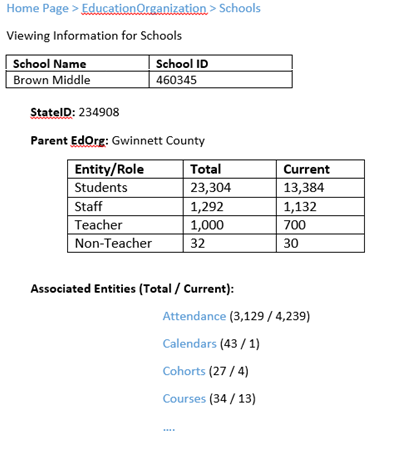 Home Page > EducationOrganization > Schools
Viewing Information for Schools
School Name School ID
Brown Middle 460345
StateID: 234908
Parent EdOrg: Gwinnett County
Entity/Role Total Current
Students 23,304 13,384
Staff 1,292 1,132
Teacher 1,000 700
Non-Teacher 32 30
Associated Entities (Total / Current):
Attendance (3,129 / 4,239)
Calendars (43 / 1)
Cohorts (27 / 4)
Courses (34 / 13)
....